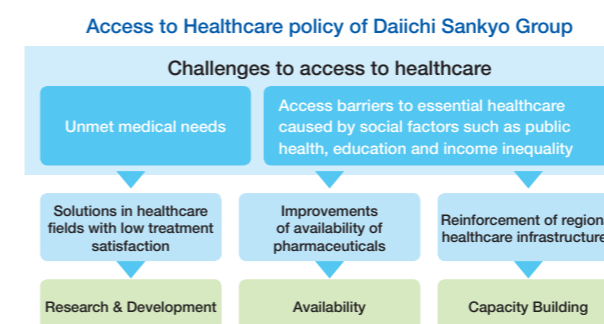 Access to Healthcare policy of Daiichi Sankyo Group
Challenges to access to healthcare
Unmet medical needs
Access barriers to essential healthcare
caused by social factors such as public
health, education and income inequality
Solutions in healthcare
fields with low treatment
satisfaction
Improvements
of availability of
pharmaceuticals
Reinforcement of region
healthcare infrastructure
Research & Development
Availability
Capacity Building